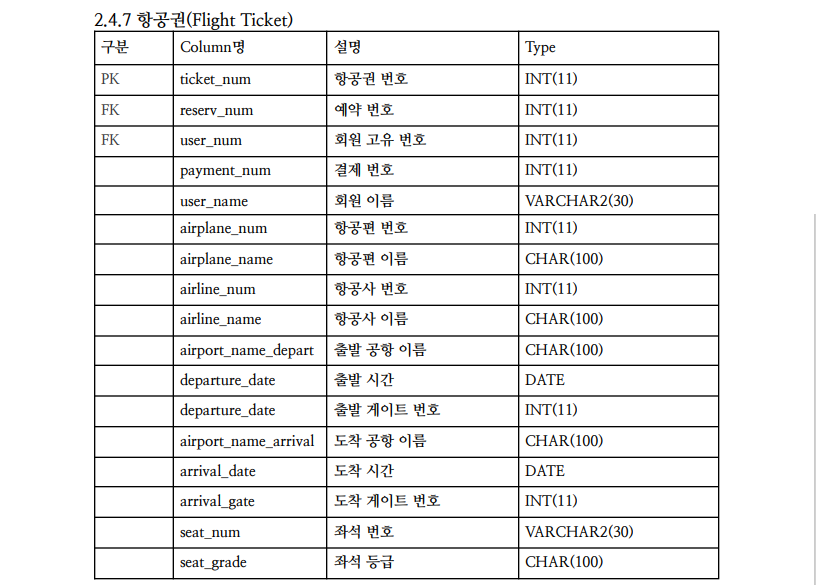 2.4.7 항공권(Flight Ticket)
구분 Column명 설명 Type
PK ticket_num 항공권 번호 INT(11)
FK reserv_num 예약 번호 INT(11)
FK user_num 회원 고유 번호 INT(11)
payment_num 결제 번호 INT(11)
user_name 회원 이름 VARCHAR2(30)
airplane_num 항공편 번호 INT(11)
airplane_name 항공편 이름 CHAR(100)
airline_num 항공사 번호 INT(11)
airline_name 항공사 이름 CHAR(100)
airport_name_depart 출발 공항 이름 CHAR(100)
departure_date 출발 시간 DATE
departure_date 출발 게이트 번호 INT(11)
airport_name_arrival 도착 공항 이름 CHAR(100)
arrival_date 도착 시간 DATE
arrival_gate 도착 게이트 번호 INT(11)
seat_num 좌석 번호 VARCHAR2(30)
seat_grade 좌석 등급 CHAR(100)